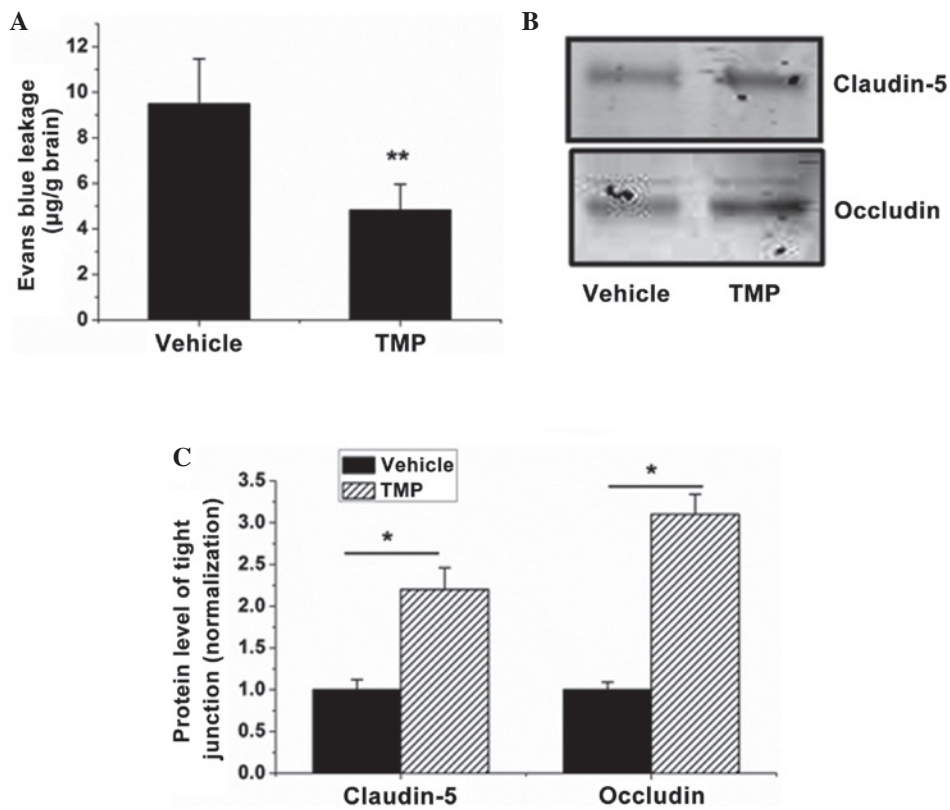 A
12
10
8
6
4
2
0
Evans blue leakage
(µg/g brain)
**
Vehicle
TMP
B
Claudin-5
Occludin
Vehicle
TMP
C
Vehicle
TMP
3.5
3.0
2.5
2.0
1.5
1.0
0.5
0.0
Protein level of tight
junction (normalization)
*
*
Claudin-5
Occludin